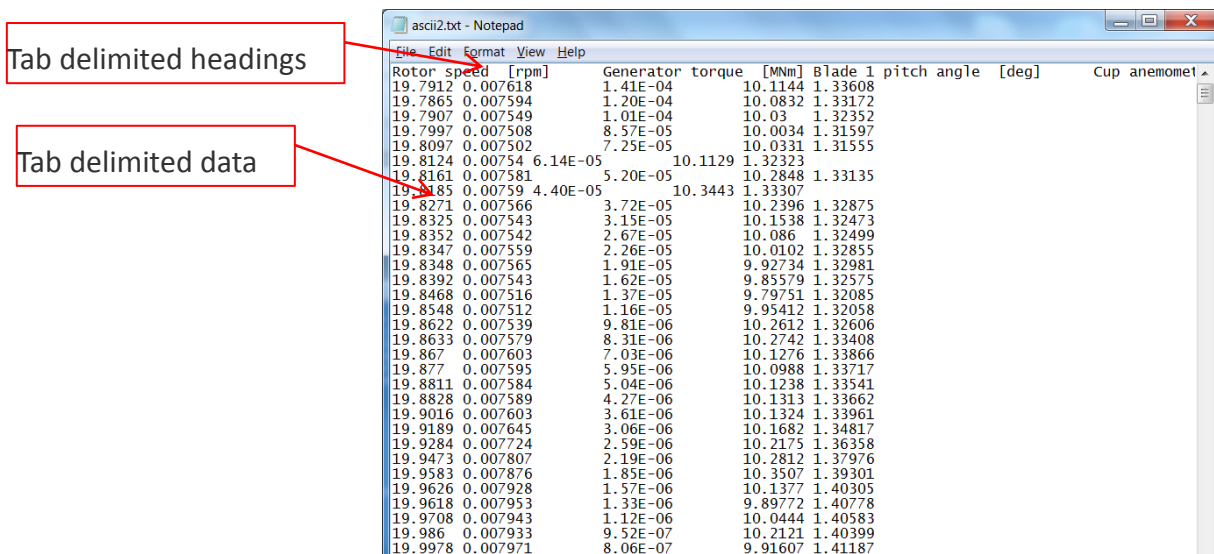 Tab delimited headings
Tab delimited data
ascii2.txt - Notepad
File Edit Format View Help
Rotor speed [rpm] Generator torque [MNm] Blade 1 pitch angle [deg] Cup anemomet
19.7912 0.007618 1.41E-04 10.1144 1.33608
19.7865 0.007594 1.20E-04 10.0832 1.33172
19.7907 0.007549 1.01E-04 10.03 1.32352
19.7997 0.007508 8.57E-05 10.0034 1.31597
19.8097 0.007502 7.25E-05 10.0331 1.31555
19.8124 0.00754 6.14E-05 10.1129 1.32323
19.8161 0.007581 5.20E-05 10.2848 1.33135
19.8185 0.00759 4.40E-05 10.3443 1.33307
19.8271 0.007566 3.72E-05 10.2396 1.32875
19.8325 0.007543 3.15E-05 10.1538 1.32473
19.8352 0.007542 2.67E-05 10.086 1.32499
19.8347 0.007559 2.26E-05 10.0102 1.32855
19.8348 0.007565 1.91E-05 9.92734 1.32981
19.8392 0.007543 1.62E-05 9.85579 1.32575
19.8468 0.007516 1.37E-05 9.79751 1.32085
19.8548 0.007512 1.16E-05 9.95412 1.32058
19.8622 0.007539 9.81E-06 10.2612 1.32606
19.8633 0.007579 8.31E-06 10.2742 1.33408
19.867 0.007603 7.03E-06 10.1276 1.33866
19.877 0.007595 5.95E-06 10.0988 1.33717
19.8811 0.007584 5.04E-06 10.1238 1.33541
19.8828 0.007589 4.27E-06 10.1313 1.33662
19.9016 0.007603 3.61E-06 10.1324 1.33961
19.9189 0.007645 3.06E-06 10.1682 1.34817
19.9284 0.007724 2.59E-06 10.2175 1.36358
19.9473 0.007807 2.19E-06 10.2812 1.37976
19.9583 0.007876 1.85E-06 10.3507 1.39301
19.9626 0.007928 1.57E-06 10.1377 1.40305
19.9618 0.007953 1.33E-06 9.89772 1.40778
19.9708 0.007943 1.12E-06 10.0444 1.40583
19.986 0.007933 9.52E-07 10.2121 1.40399
19.9978 0.007971 8.06E-07 9.91607 1.41187